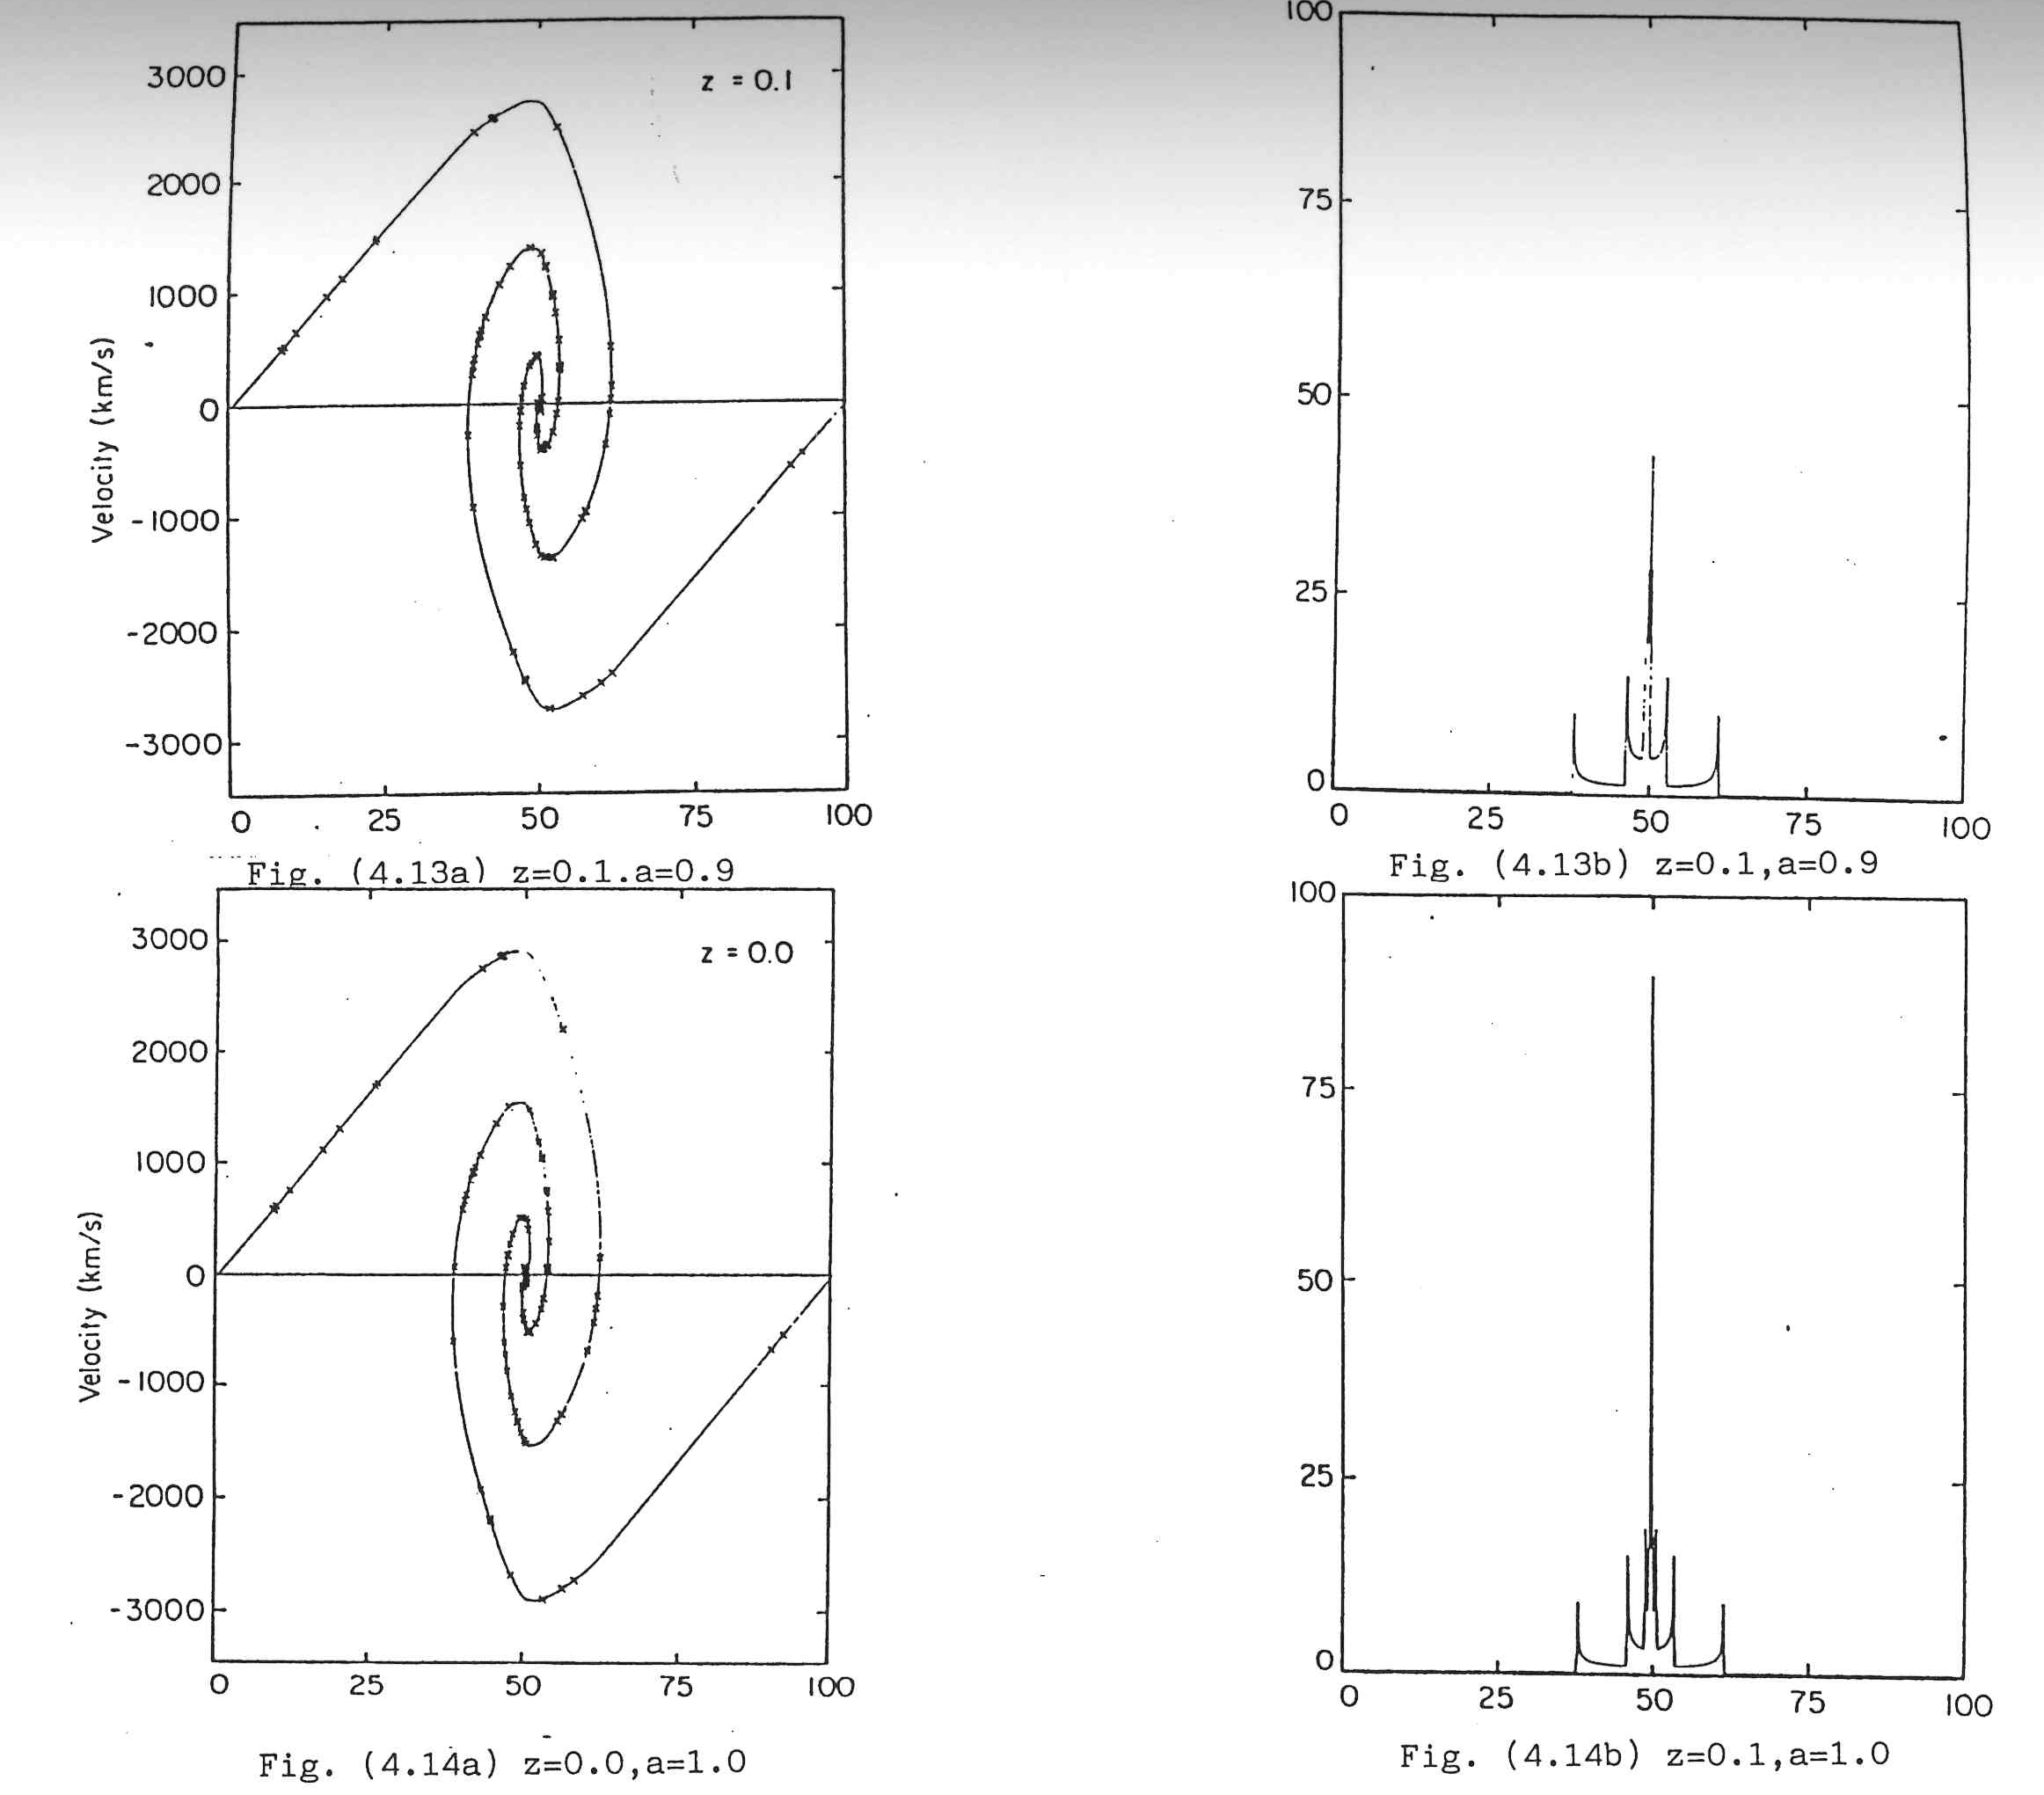 3000
2000
1000
0
-1000
-2000
-3000
Velocity (km/s)
z = 0.1
0 25 50 75 100
Fig. (4.13a) z=0.1.a=0.9
100
75
50
25
0
0 25 50 75 100
Fig. (4.13b) z=0.1,a=0.9
3000
2000
1000
0
-1000
-2000
-3000
Velocity (km/s)
z = 0.0
0 25 50 75 100
Fig. (4.14a) z=0.0,a=1.0
100
75
50
25
0
0 25 50 75 100
Fig. (4.14b) z=0.1,a=1.0